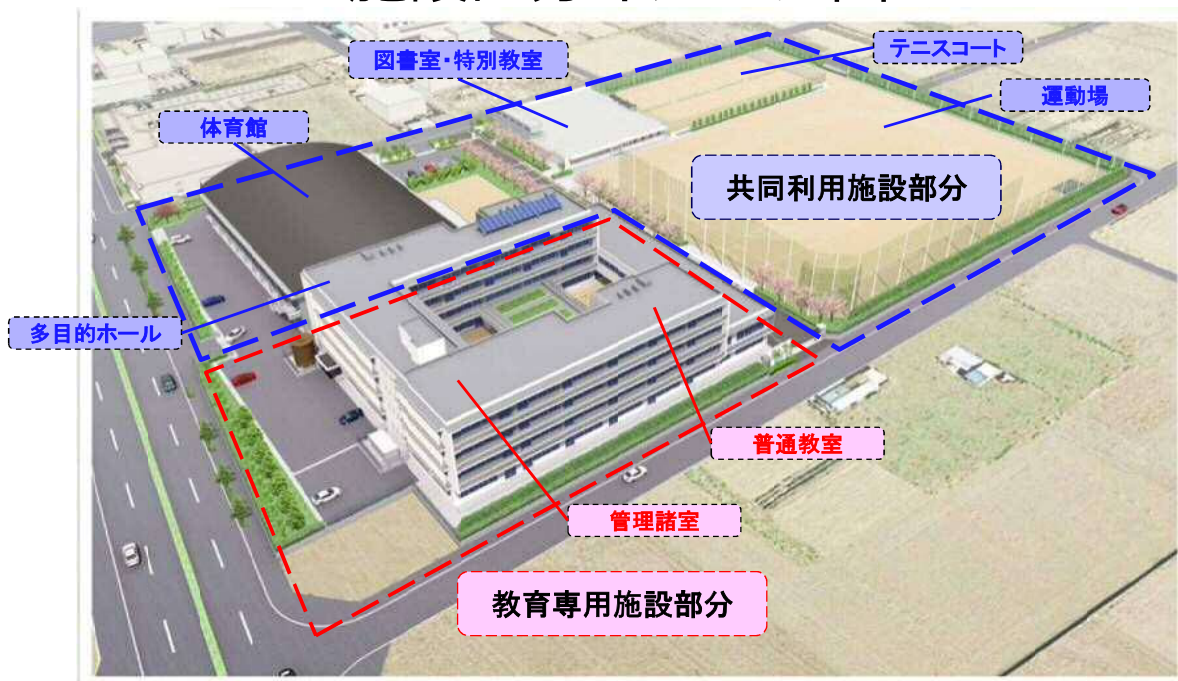 図書室・特別教室
テニスコート
運動場
体育館
共同利用施設部分
多目的ホール
普通教室
管理諸室
教育専用施設部分